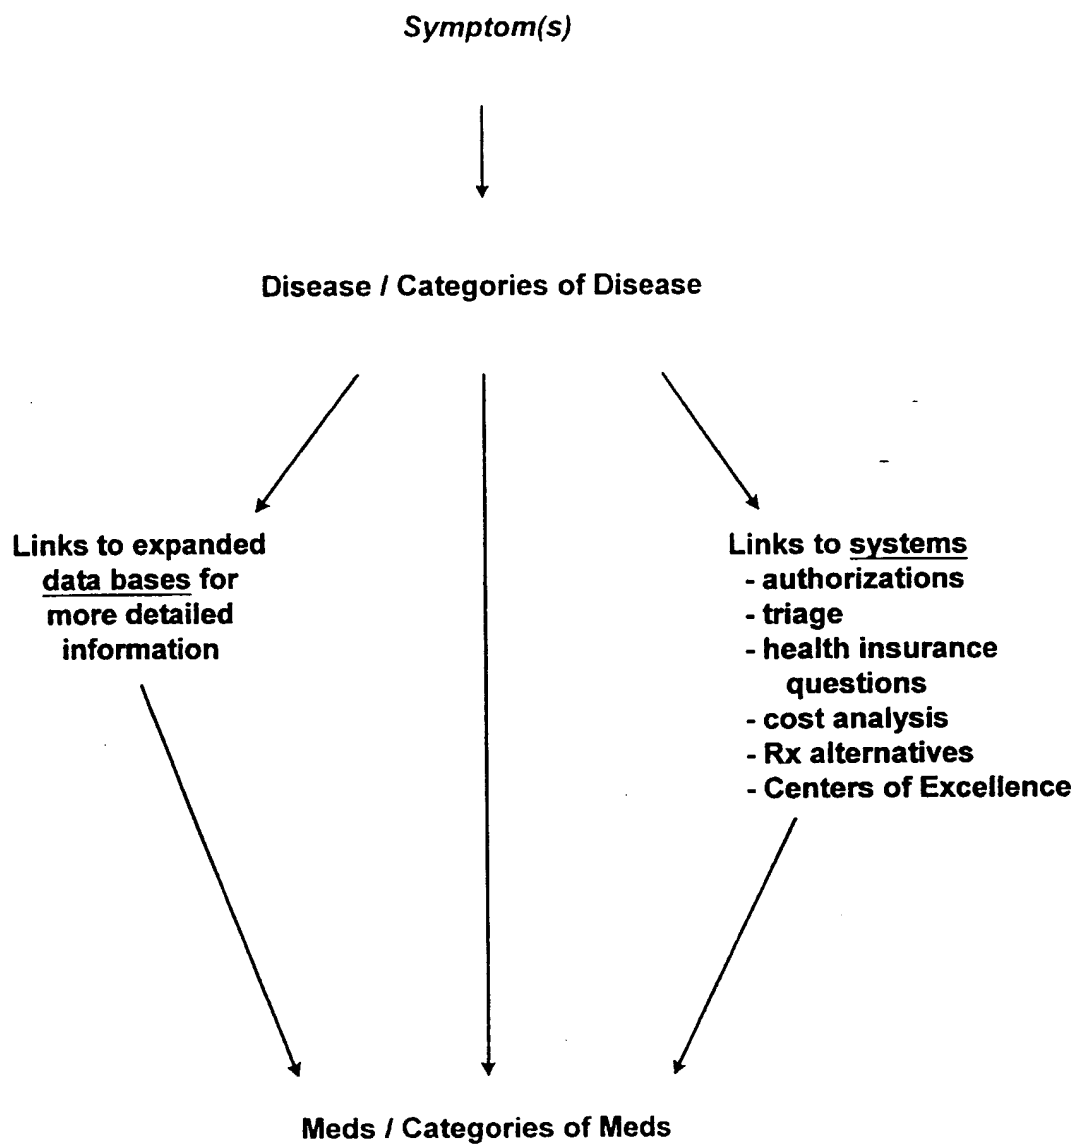 Symptom(s)
Disease / Categories of Disease
Links to expanded
data bases for
more detailed
information
Links to systems
- authorizations
- triage
- health insurance
questions
- cost analysis
- Rx alternatives
- Centers of Excellence
Meds / Categories of Meds